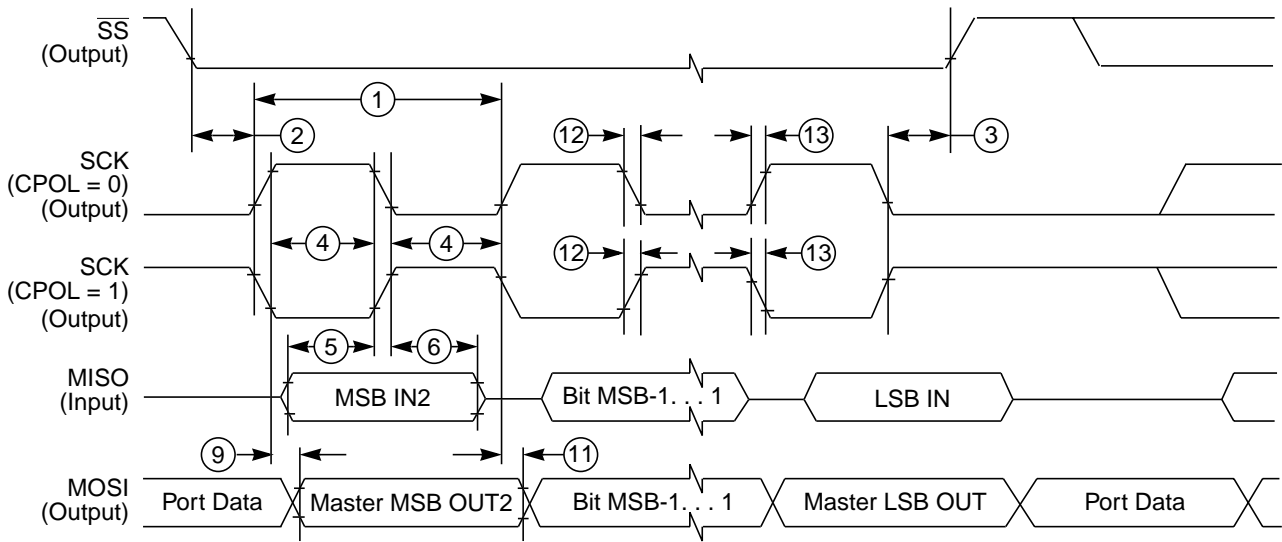 SS
(Output)
1
2
12
13
3
SCK
(CPOL = 0)
(Output)
4
4
SCK
(CPOL = 1)
(Output)
12
13
5
6
MISO
(Input)
MSB IN2
Bit MSB-1. . . 1
LSB IN
9
11
MOSI
(Output)
Port Data
Master MSB OUT2
Bit MSB-1. . . 1
Master LSB OUT
Port Data